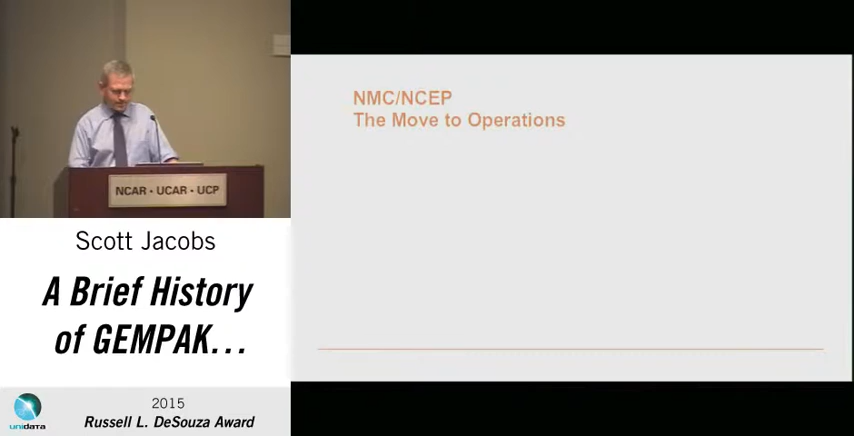 NMC/NCEP
The Move to Operations
NCAR • UCAR • UCP
Scott Jacobs
A Brief History
of GEMPAK...
2015
Russell L. DeSouza Award
unidata